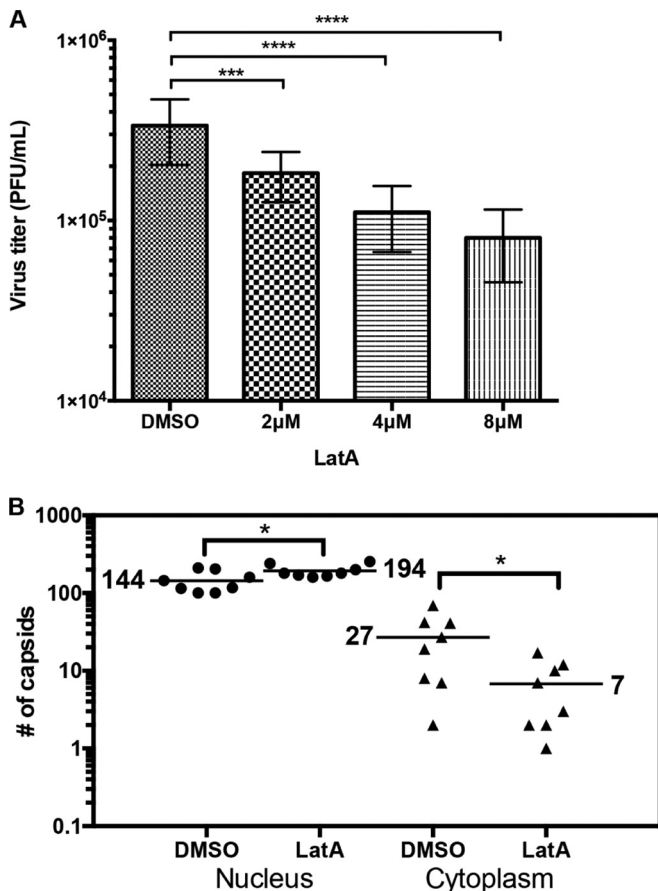 A
1×10⁶
1×10⁵
1×10⁴
Virus titer (PFU/mL)
****
****
***
DMSO
2µM
4µM
8µM
LatA
B
1000
100
10
1
0.1
# of capsids
*
*
144
194
27
7
DMSO
LatA
DMSO
LatA
Nucleus
Cytoplasm